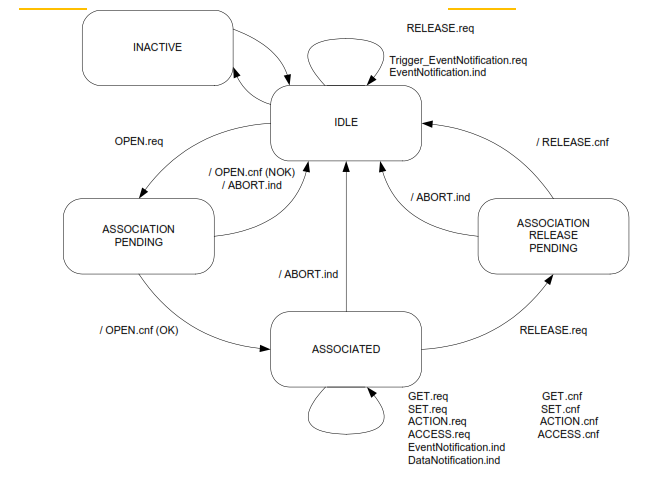 RELEASE.req
INACTIVE
Trigger_EventNotification.req
EventNotification.ind
IDLE
OPEN.req
/ RELEASE.cnf
/ OPEN.cnf (NOK)
/ ABORT.ind
/ ABORT.ind
ASSOCIATION
PENDING
ASSOCIATION
RELEASE
PENDING
/ ABORT.ind
/ OPEN.cnf (OK)
RELEASE.req
ASSOCIATED
GET.req
SET.req
ACTION.req
ACCESS.req
EventNotification.ind
DataNotification.ind
GET.cnf
SET.cnf
ACTION.cnf
ACCESS.cnf